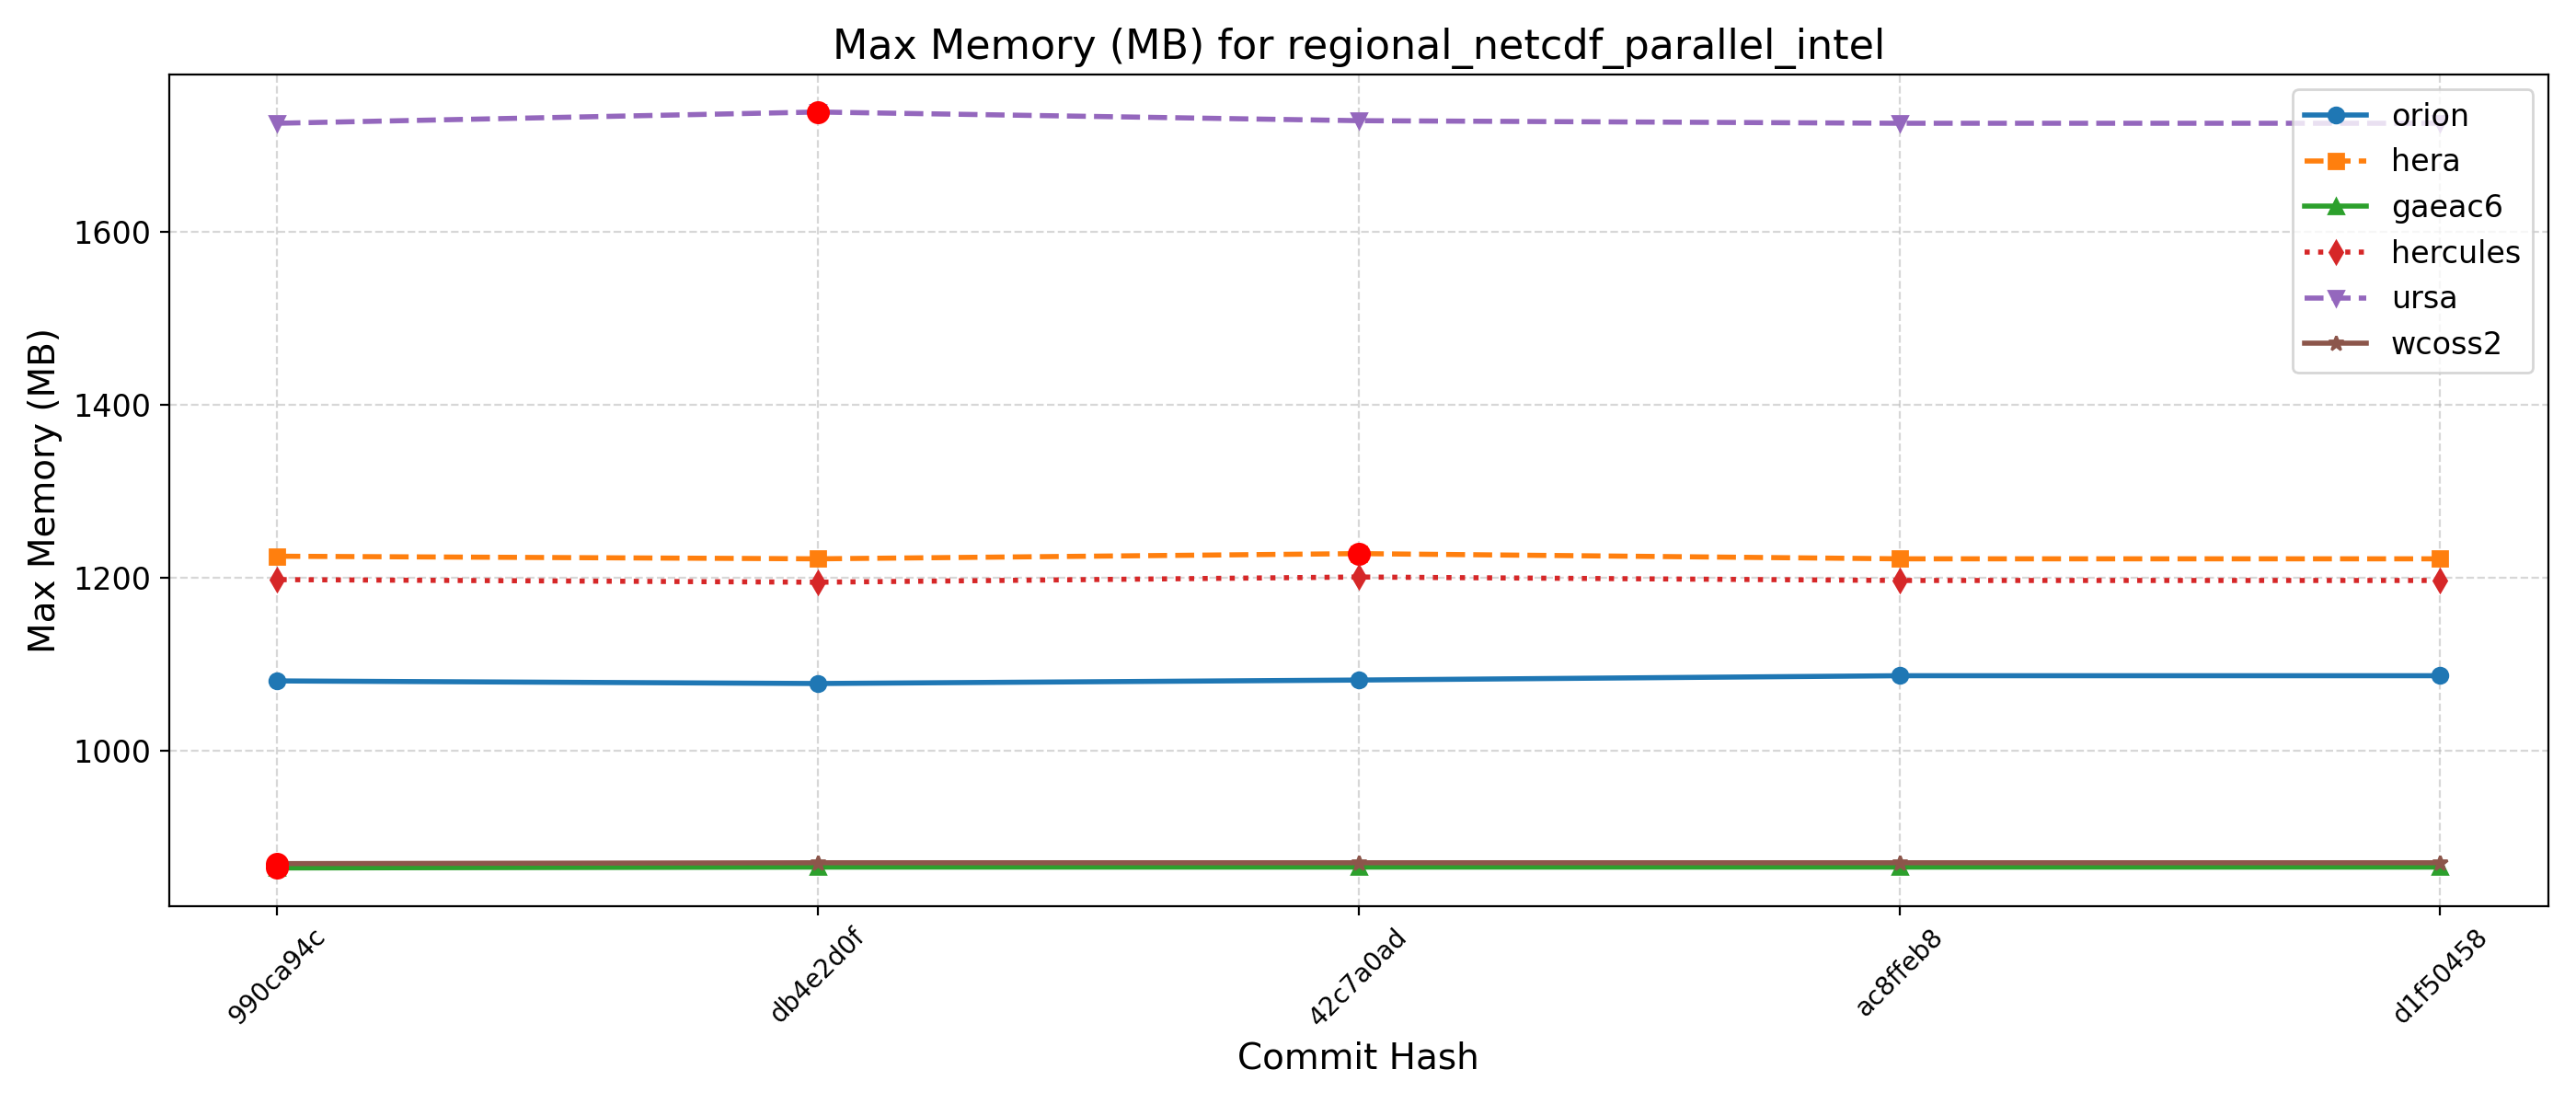 Max Memory (MB) for regional_netcdf_parallel_intel
Max Memory (MB)
1600
1400
1200
1000
orion
hera
gaeac6
hercules
ursa
wcoss2
990ca94c
db4e2d0f
42c7a0ad
ac8ffeb8
d1f50458
Commit Hash